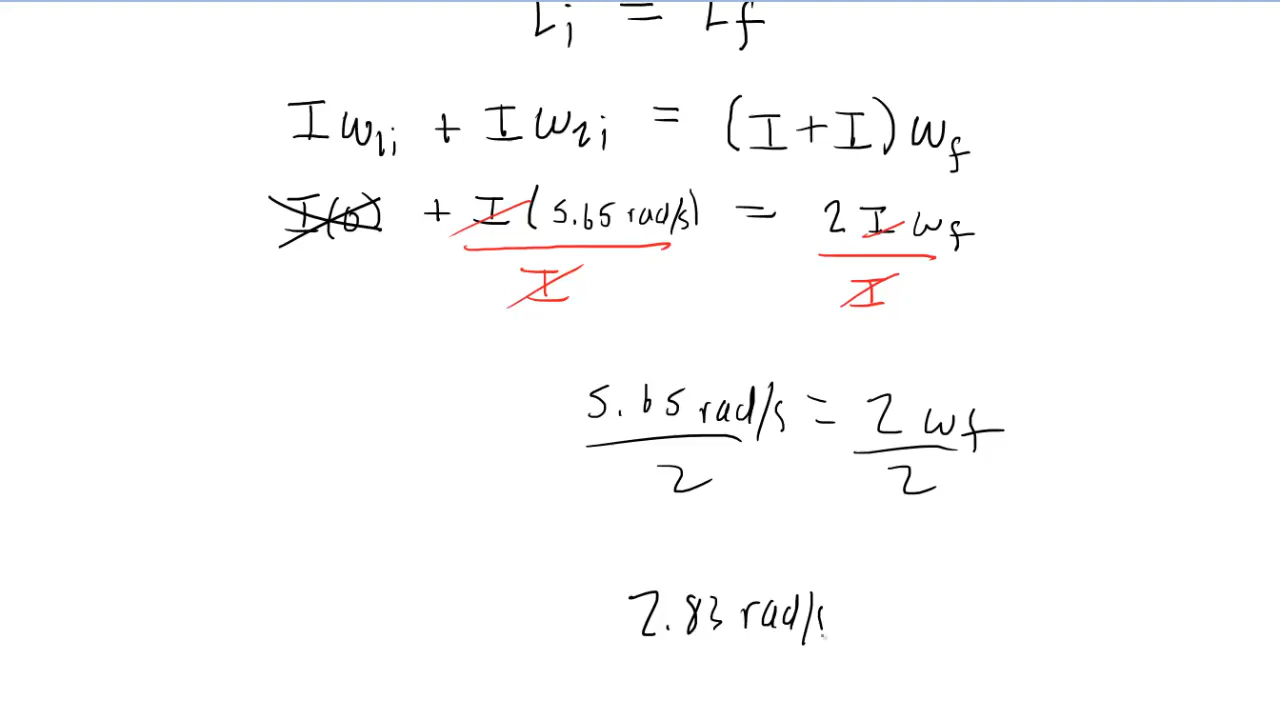 Li = Lf
Iω1i + Iω2i = (I + I)ωf
I(0) + I(5.65 rad/s) = 2Iωf
I I
5.65 rad/s = 2ωf
2 2
2.83 rad/s